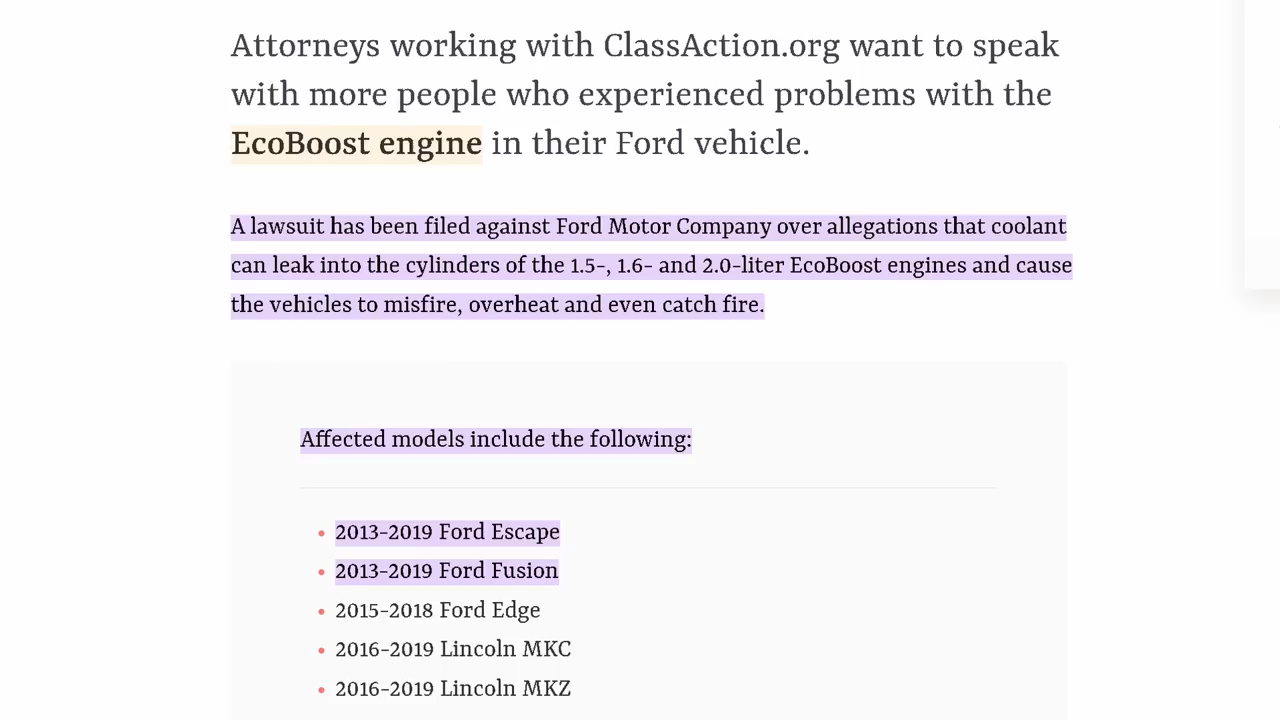 Attorneys working with ClassAction.org want to speak
with more people who experienced problems with the
EcoBoost engine in their Ford vehicle.
A lawsuit has been filed against Ford Motor Company over allegations that coolant
can leak into the cylinders of the 1.5-, 1.6- and 2.0-liter EcoBoost engines and cause
the vehicles to misfire, overheat and even catch fire.
Affected models include the following:
• 2013-2019 Ford Escape
• 2013-2019 Ford Fusion
• 2015-2018 Ford Edge
• 2016-2019 Lincoln MKC
• 2016-2019 Lincoln MKZ